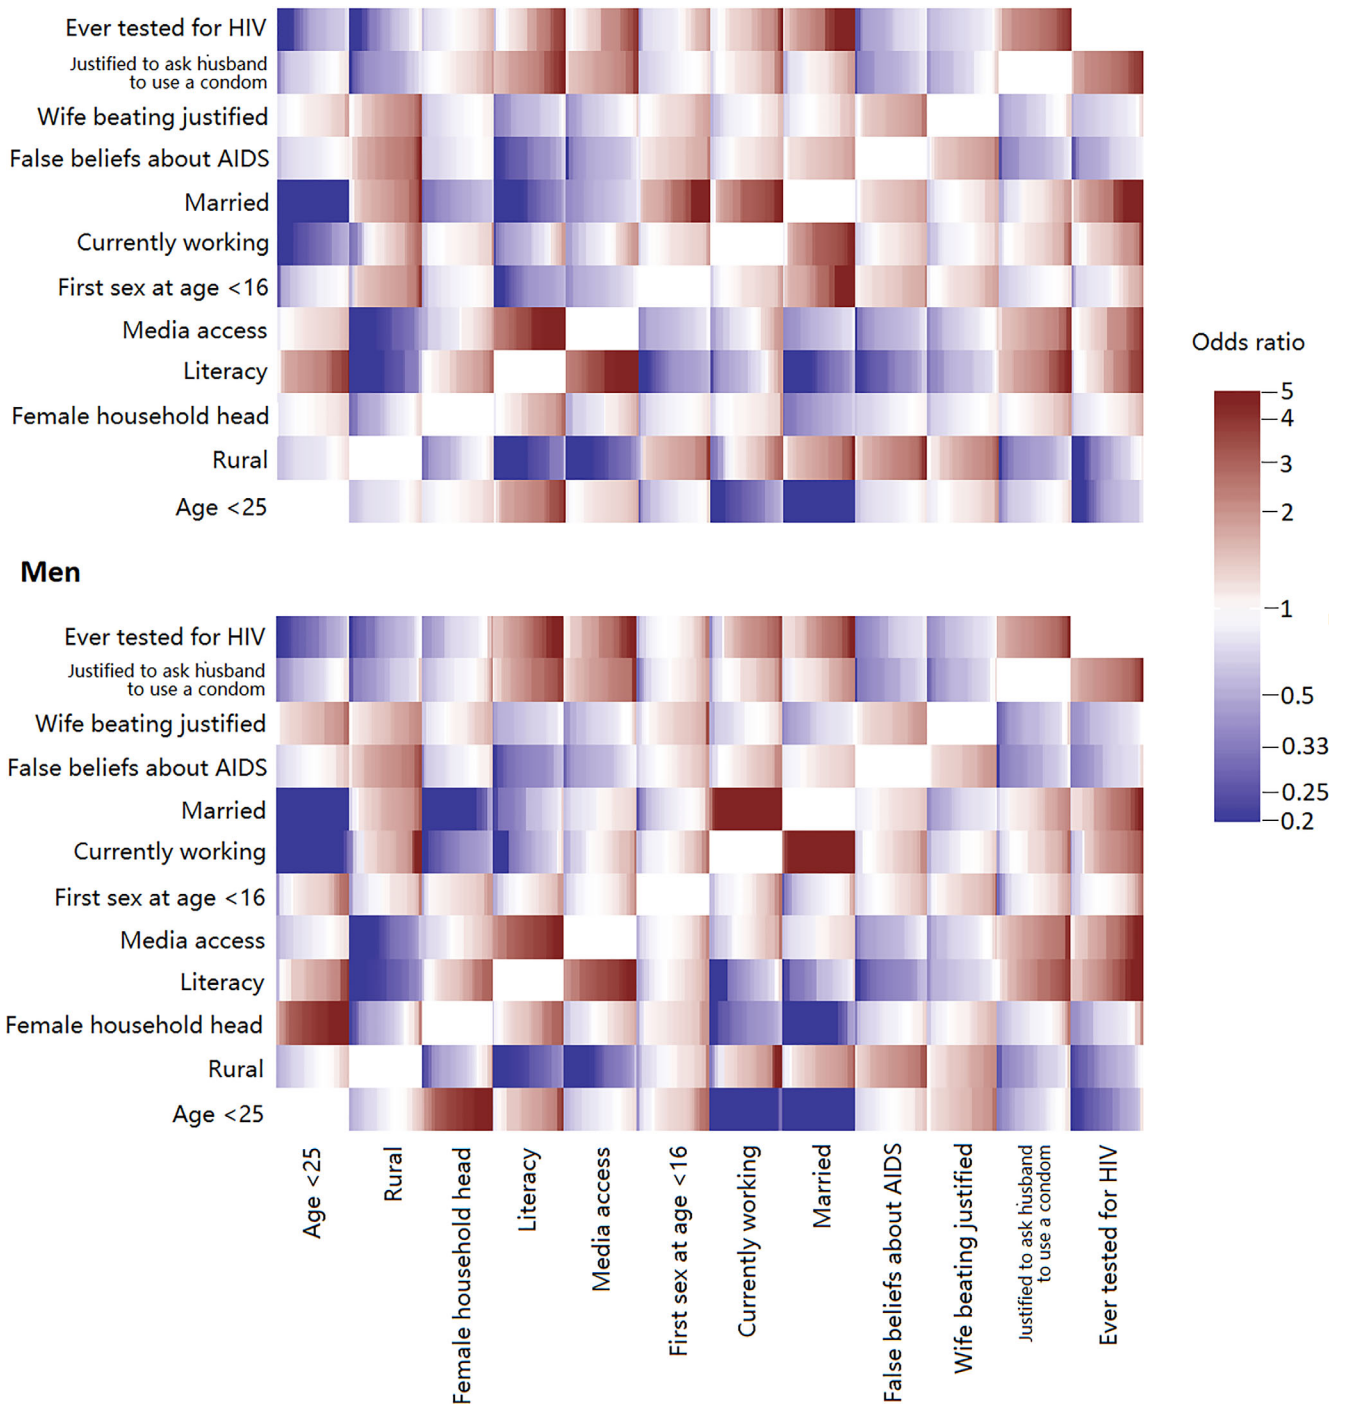 Ever tested for HIV
Justified to ask husband
to use a condom
Wife beating justified
False beliefs about AIDS
Married
Currently working
First sex at age <16
Media access
Literacy
Female household head
Rural
Age <25
Odds ratio
5
4
3
2
1
0.5
0.33
0.25
0.2
Men
Ever tested for HIV
Justified to ask husband
to use a condom
Wife beating justified
False beliefs about AIDS
Married
Currently working
First sex at age <16
Media access
Literacy
Female household head
Rural
Age <25
Age <25
Rural
Female household head
Literacy
Media access
First sex at age <16
Currently working
Married
False beliefs about AIDS
Wife beating justified
Justified to ask husband
to use a condom
Ever tested for HIV